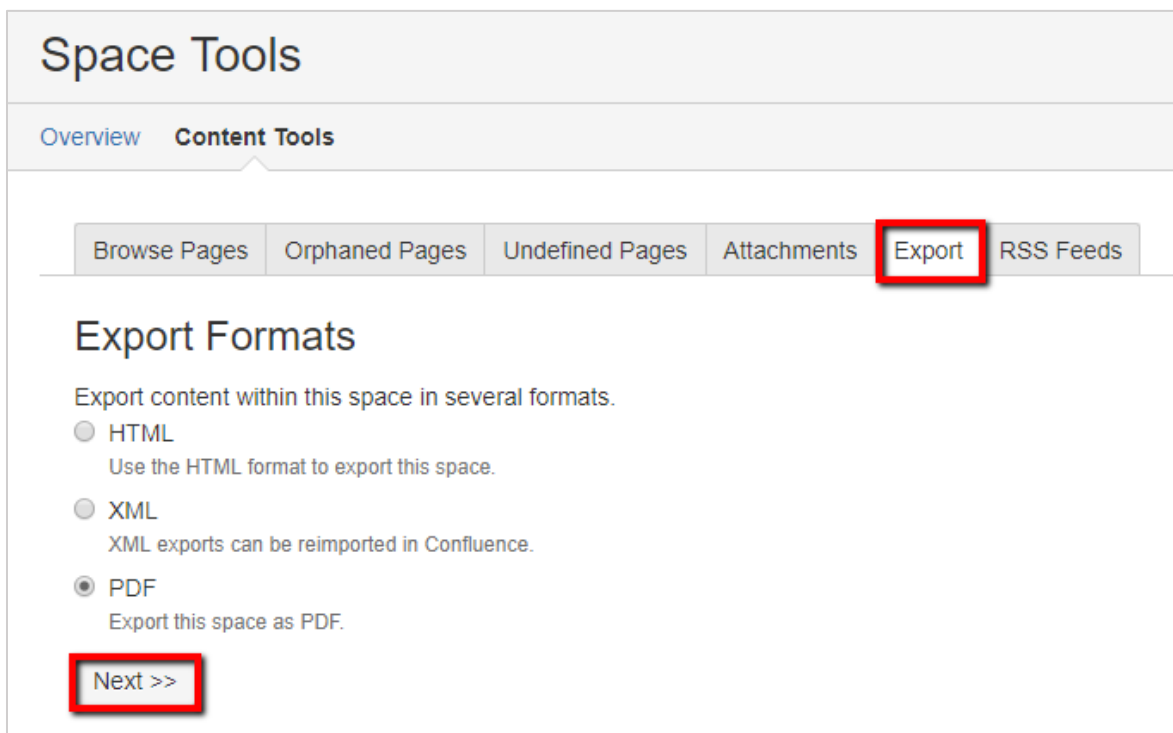 Space Tools
Overview Content Tools
Browse Pages Orphaned Pages Undefined Pages Attachments Export RSS Feeds
Export Formats
Export content within this space in several formats.
HTML
Use the HTML format to export this space.
XML
XML exports can be reimported in Confluence.
PDF
Export this space as PDF.
Next >>